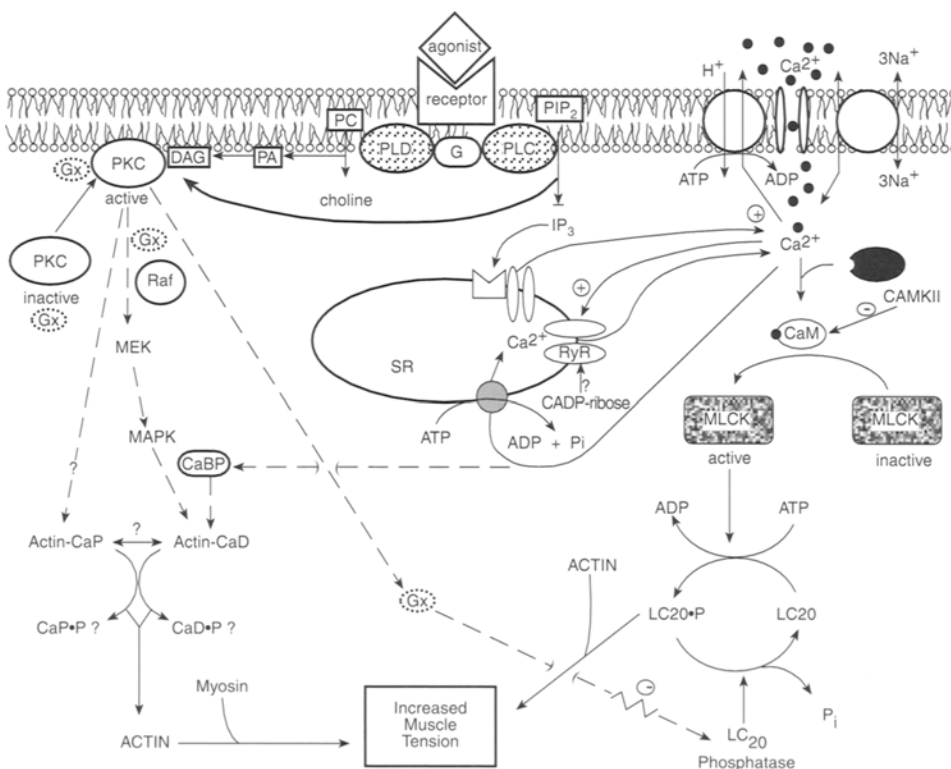 agonist
receptor
PIP2
PC
PLD
G
PLC
PA
DAG
PKC
active
Gx
choline
H+
Ca2+
3Na+
ATP
ADP
3Na+
IP3
+
Ca2+
PKC
inactive
Gx
Gx
Raf
CAMKII
-
CaM
+
Ca2+
RyR
SR
?
CADP-ribose
MEK
MLCK
active
MLCK
inactive
ATP
ADP + Pi
MAPK
?
CaBP
ADP
ATP
Actin-CaP
?
Actin-CaD
ACTIN
Gx
LC20•P
LC20
CaP•P ?
CaD•P ?
Myosin
-
Increased
Muscle
Tension
Pi
ACTIN
LC20
Phosphatase